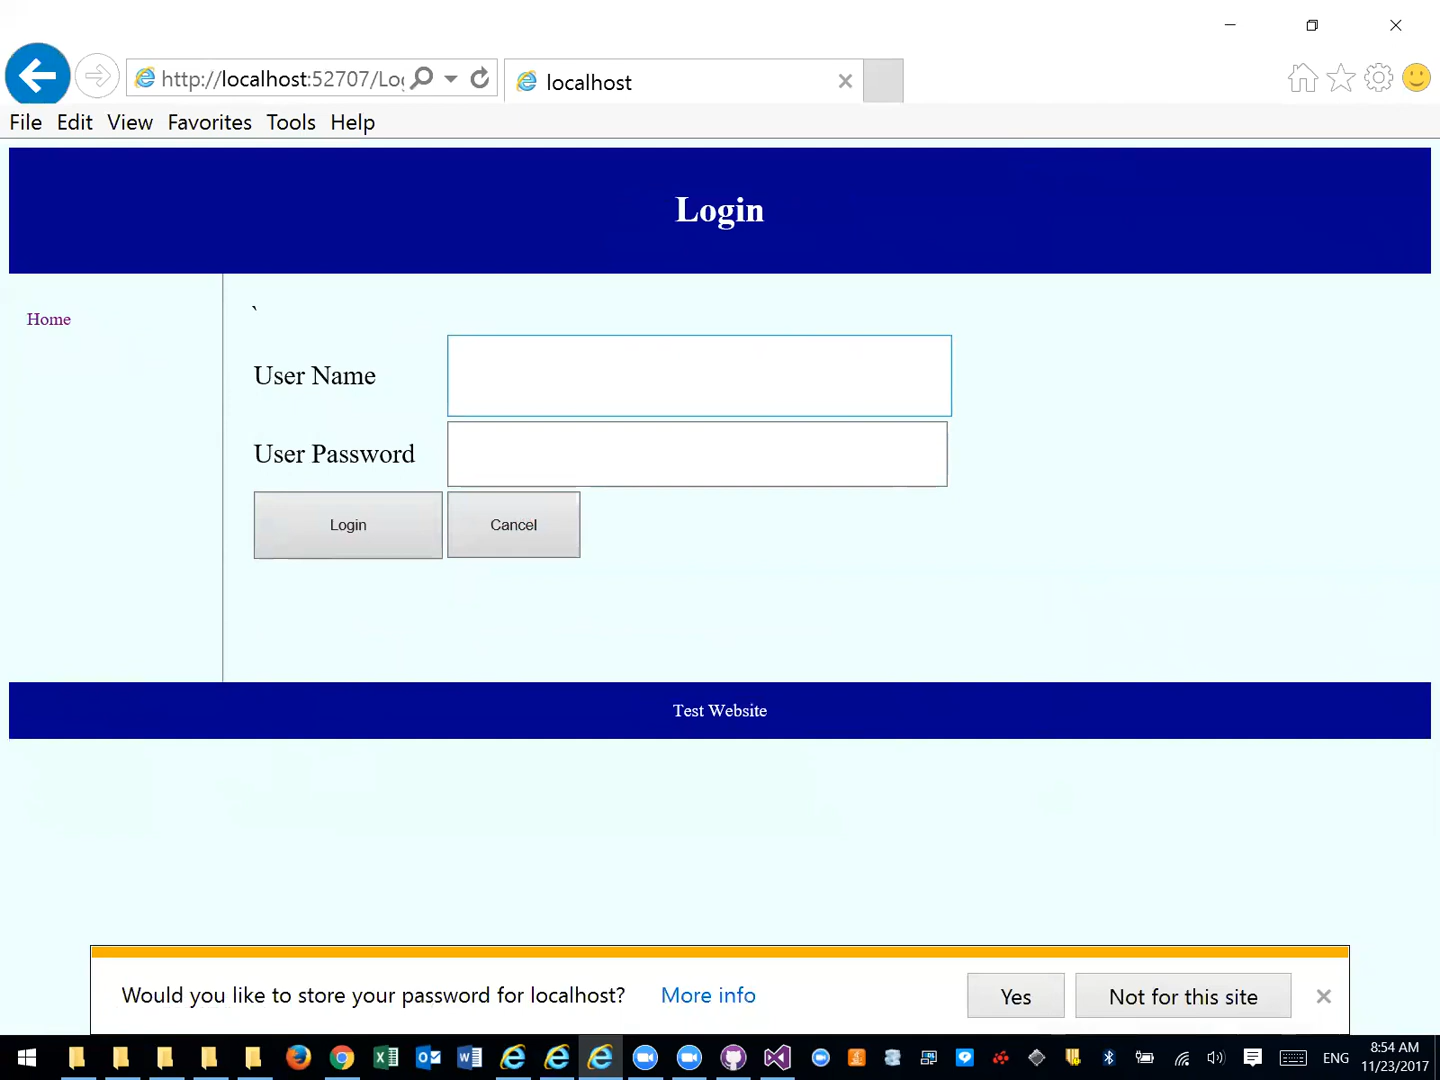 http://localhost:52707/Lo
localhost
File Edit View Favorites Tools Help
Login
Home
`
User Name
User Password
Login Cancel
Test Website
Would you like to store your password for localhost? More info Yes Not for this site
ENG
8:54 AM
11/23/2017